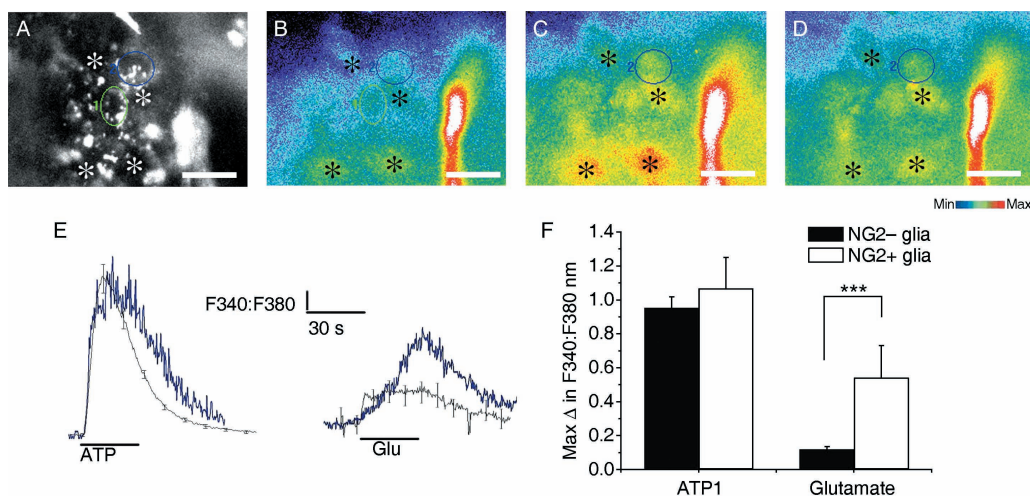 A
B
C
D
1
2
1
2
2
Min Max
E
F340:F380
30 s
ATP
Glu
F
Max Δ in F340:F380 nm
1.4
1.2
1.0
0.8
0.6
0.4
0.2
0.0
NG2– glia
NG2+ glia
***
ATP1 Glutamate